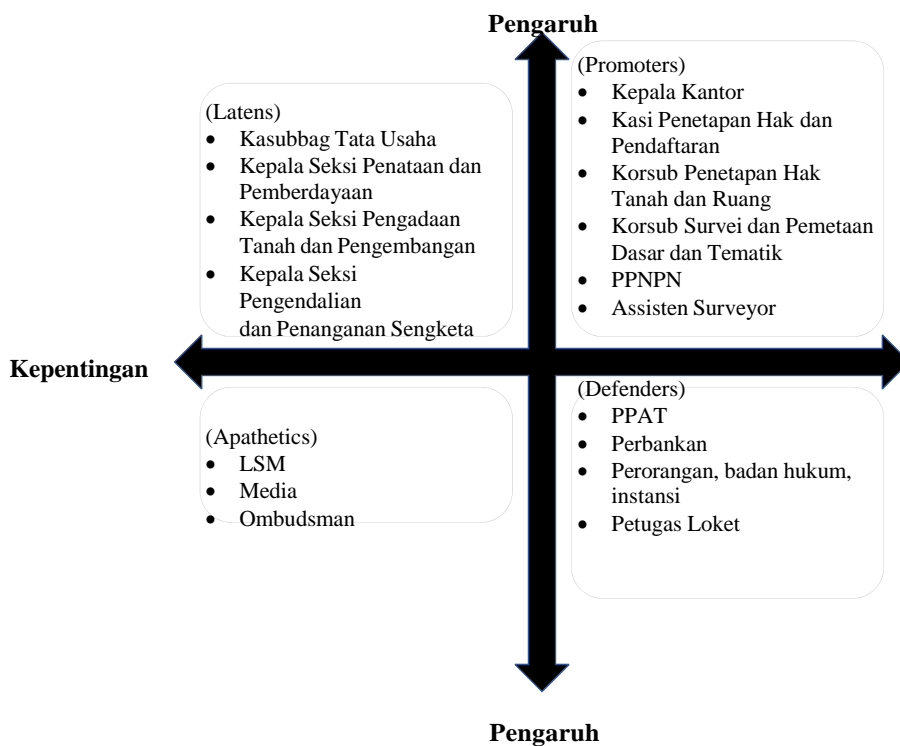 Pengaruh
(Latens)
• Kasubbag Tata Usaha
• Kepala Seksi Penataan dan
Pemberdayaan
• Kepala Seksi Pengadaan
Tanah dan Pengembangan
• Kepala Seksi
Pengendalian
dan Penanganan Sengketa
(Promoters)
• Kepala Kantor
• Kasi Penetapan Hak dan
Pendaftaran
• Korsub Penetapan Hak
Tanah dan Ruang
• Korsub Survei dan Pemetaan
Dasar dan Tematik
• PPNPN
• Assisten Surveyor
Kepentingan
(Apathetics)
• LSM
• Media
• Ombudsman
(Defenders)
• PPAT
• Perbankan
• Perorangan, badan hukum,
instansi
• Petugas Loket
Pengaruh